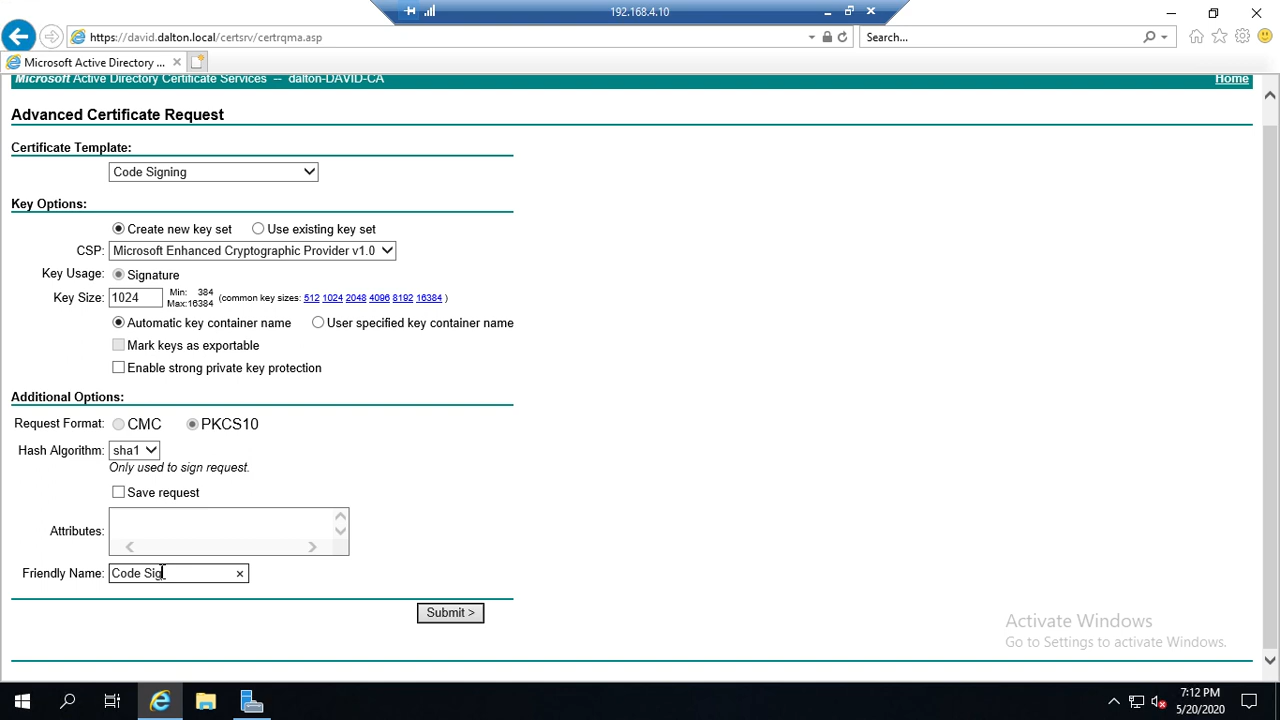 192.168.4.10
https://david.dalton.local/certsrv/certrqma.asp
Search...
Microsoft Active Directory ...
Microsoft Active Directory Certificate Services -- dalton-DAVID-CA
Home
Advanced Certificate Request
Certificate Template:
Code Signing
Key Options:
Create new key set
Use existing key set
CSP:
Microsoft Enhanced Cryptographic Provider v1.0
Key Usage:
Signature
Key Size:
1024
Min: 384
Max:16384
(common key sizes: 512 1024 2048 4096 8192 16384 )
Automatic key container name
User specified key container name
Mark keys as exportable
Enable strong private key protection
Additional Options:
Request Format:
CMC
PKCS10
Hash Algorithm:
sha1
Only used to sign request.
Save request
Attributes:
Friendly Name:
Code Sig
Submit >
Activate Windows
Go to Settings to activate Windows.
7:12 PM
5/20/2020